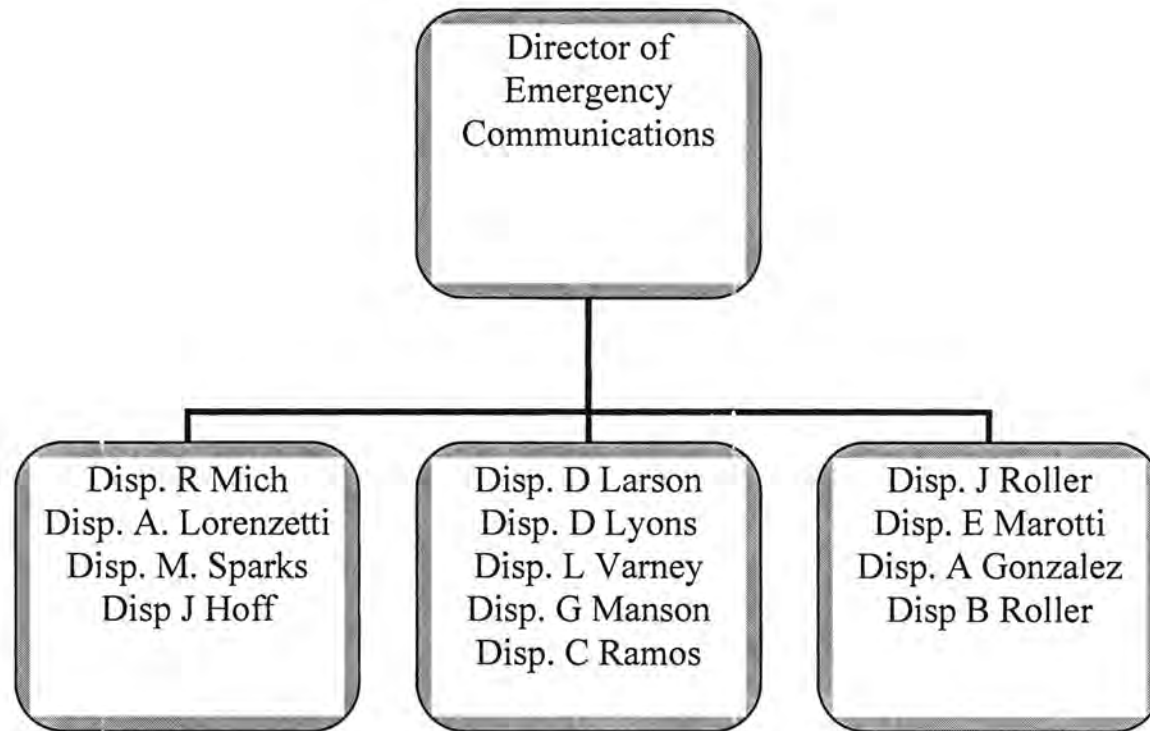 Director of
Emergency
Communications
Disp. R Mich
Disp. A. Lorenzetti
Disp. M. Sparks
Disp J Hoff
Disp. D Larson
Disp. D Lyons
Disp. L Varney
Disp. G Manson
Disp. C Ramos
Disp. J Roller
Disp. E Marotti
Disp. A Gonzalez
Disp B Roller